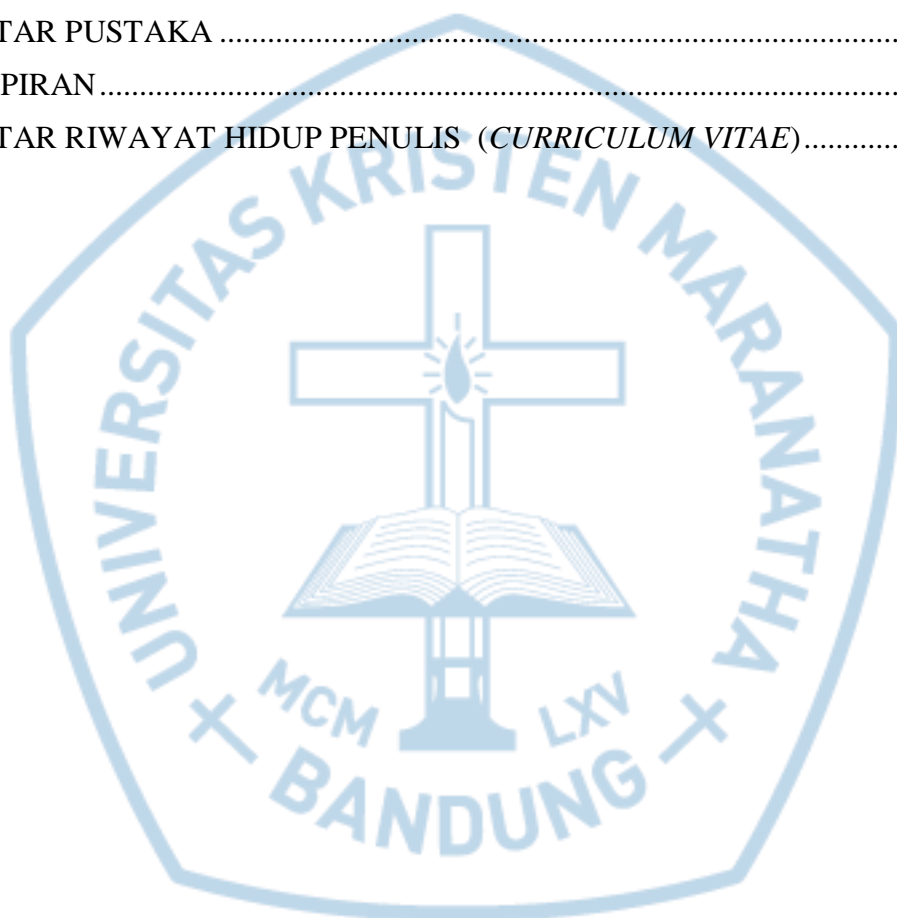 TAR PUSTAKA
PIRAN
TAR RIWAYAT HIDUP PENULIS (CURRICULUM VITAE)
UNIVERSITAS KRISTEN MARANATHA
MCM LXV
BANDUNG